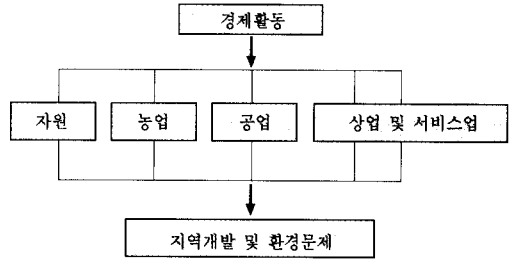 경제활동
자원
농업
공업
상업 및 서비스업
지역개발 및 환경문제